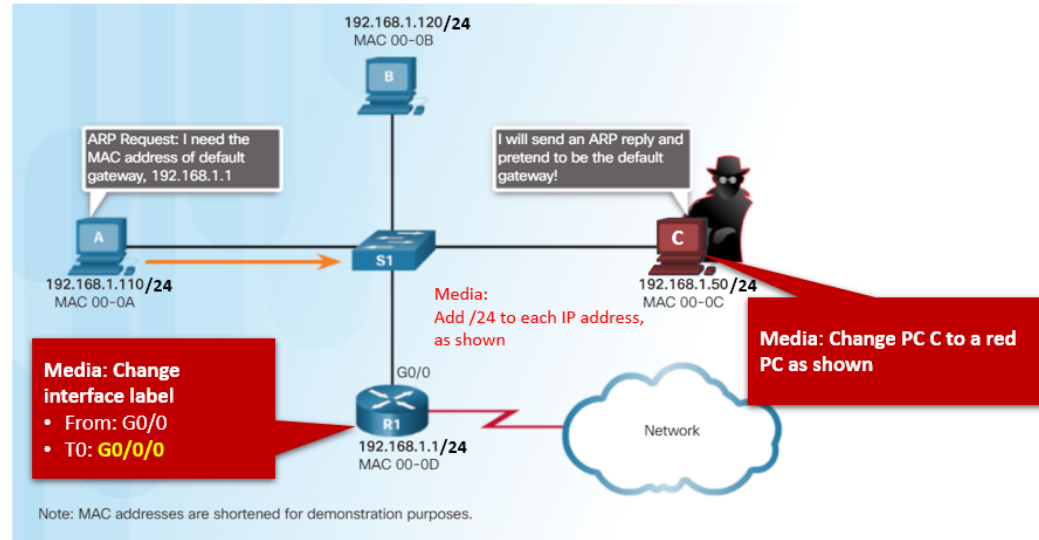 192.168.1.120/24
MAC 00-0B
B
ARP Request: I need the
MAC address of default
gateway, 192.168.1.1
I will send an ARP reply and
pretend to be the default
gateway!
A
S1
C
192.168.1.110/24
MAC 00-0A
192.168.1.50/24
MAC 00-0C
Media:
Add /24 to each IP address,
as shown
Media: Change PC C to a red
PC as shown
Media: Change
interface label
• From: G0/0
• T0: G0/0/0
G0/0
R1
192.168.1.1/24
MAC 00-0D
Network
Note: MAC addresses are shortened for demonstration purposes.